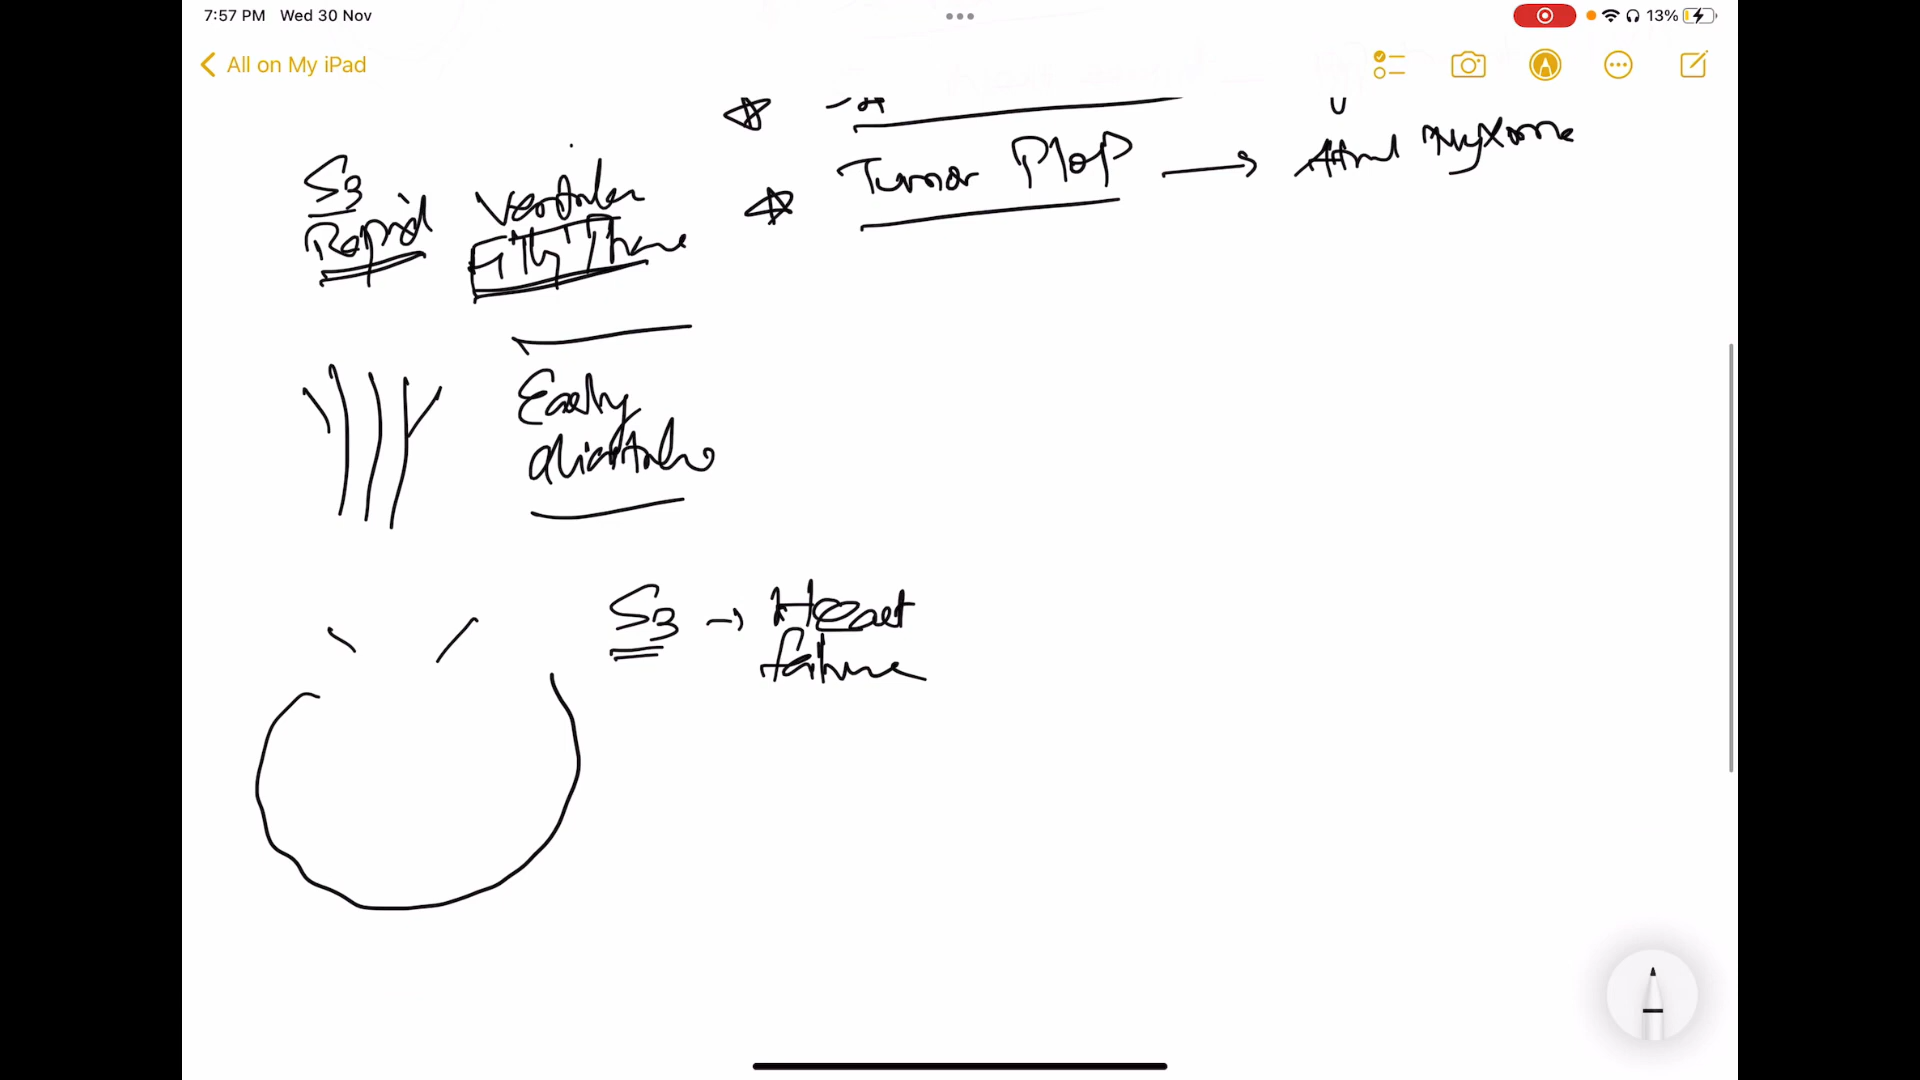 7:57 PM Wed 30 Nov
13%
All on My iPad
Tumor Plop → Atrial Myxoma
S3
Rapid Ventricular
Filling Phase
Early
diastole
S3 → Heart
failure